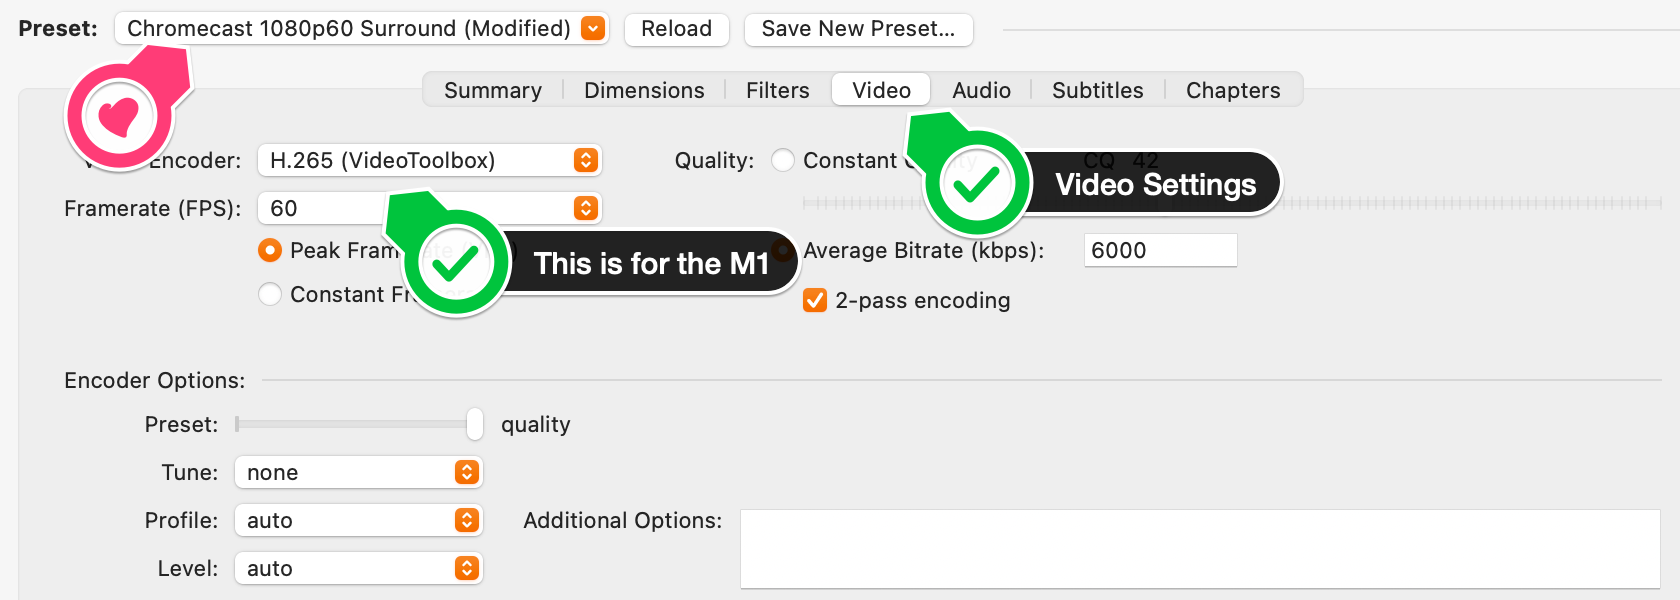 Preset: Chromecast 1080p60 Surround (Modified) Reload Save New Preset...
Summary Dimensions Filters Video Audio Subtitles Chapters
Encoder: H.265 (VideoToolbox) Quality: Constant CQ 42
Video Settings
Framerate (FPS): 60
Peak Average Bitrate (kbps): 6000
This is for the M1
Constant
2-pass encoding
Encoder Options:
Preset: quality
Tune: none
Profile: auto Additional Options:
Level: auto